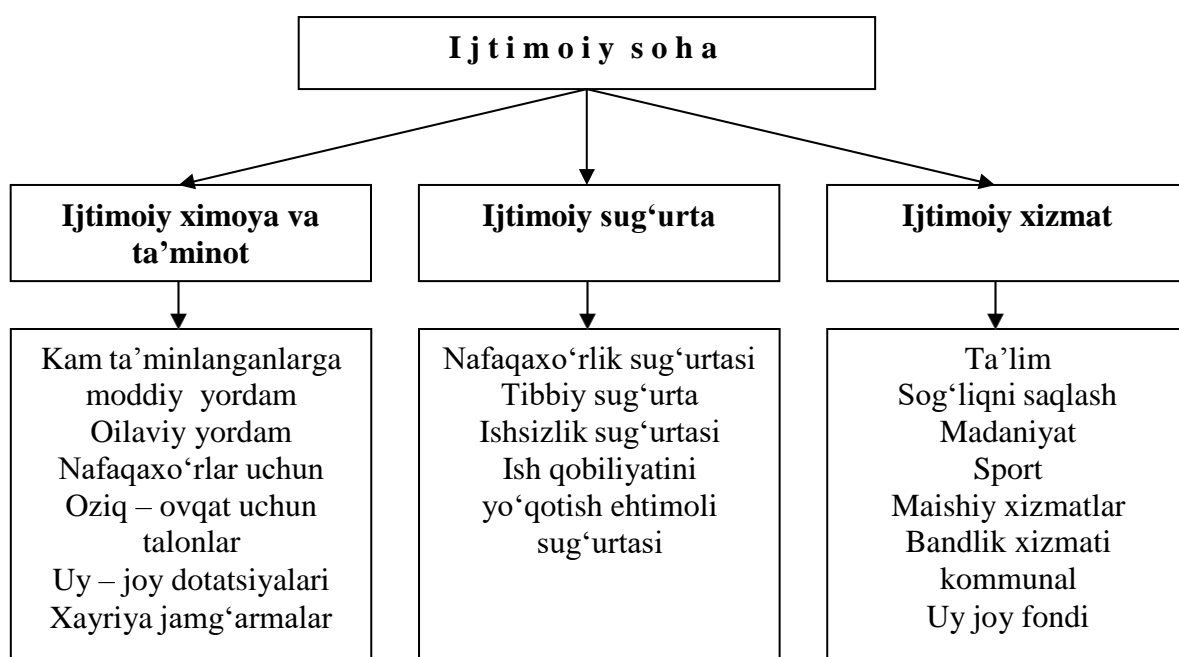 Ijtimoiy soha
Ijtimoiy ximoya va
ta’minot
Ijtimoiy sug‘urta
Ijtimoiy xizmat
Kam ta’minlanganlarga
moddiy yordam
Oilaviy yordam
Nafaqaxo‘rlar uchun
Oziq – ovqat uchun
talonlar
Uy – joy dotatsiyalari
Xayriya jamg‘armalar
Nafaqaxo‘rlik sug‘urtasi
Tibbiy sug‘urta
Ishsizlik sug‘urtasi
Ish qobiliyatini
yo‘qotish ehtimoli
sug‘urtasi
Ta’lim
Sog‘liqni saqlash
Madaniyat
Sport
Maishiy xizmatlar
Bandlik xizmati
kommunal
Uy joy fondi